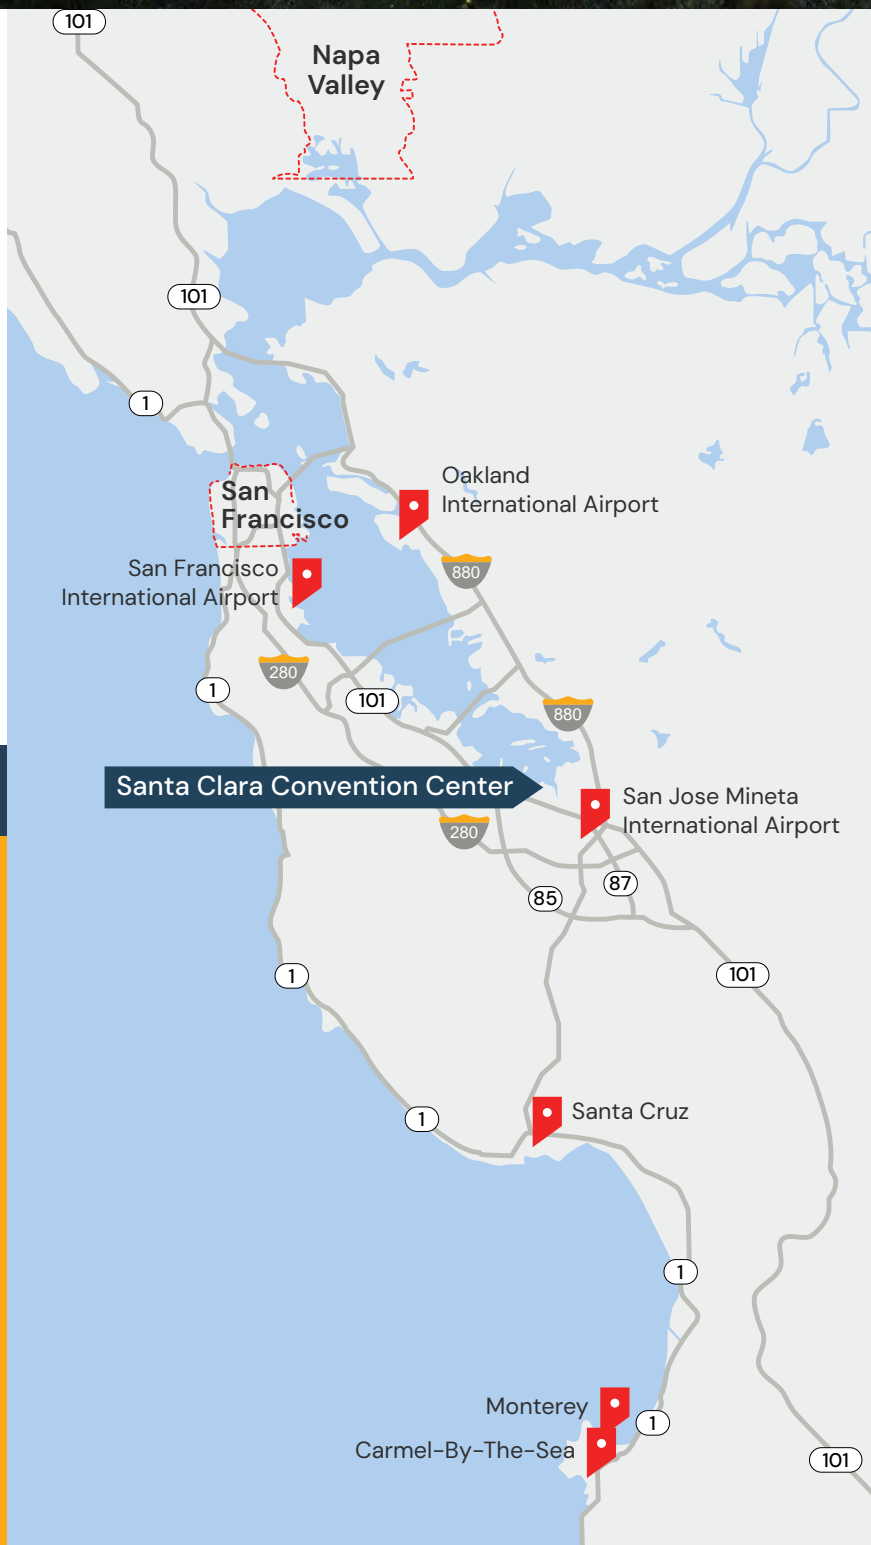 101
Napa
Valley
101
1
Oakland
International Airport
San
Francisco
San Francisco
International Airport
880
280
1
101
880
Santa Clara Convention Center
San Jose Mineta
International Airport
280
87
85
101
1
1
Santa Cruz
1
Monterey
1
Carmel-By-The-Sea
101